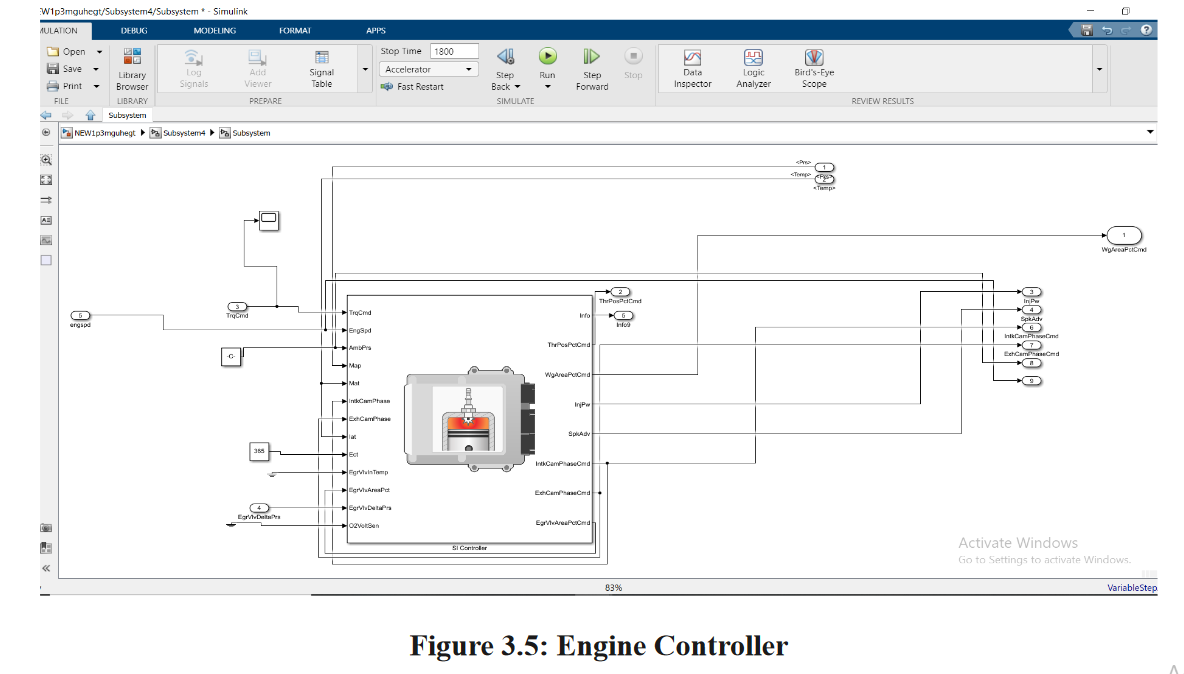 EW1p3mguhegt/Subsystem4/Subsystem * - Simulink
MULATION DEBUG MODELING FORMAT APPS
Open
Save
Print
FILE
Library Browser
LIBRARY
Log Signals
Add Viewer
Signal Table
PREPARE
Stop Time 1800
Accelerator
Fast Restart
Step Back
Run
Step Forward
Stop
SIMULATE
Data Inspector
Logic Analyzer
Bird's-Eye Scope
REVIEW RESULTS
Subsystem
NEW1p3mguhegt Subsystem4 Subsystem
<Prs>
1
<Temp>
<Temp>
1
WgAreaPctCmd
5
engspd
3
TrqCmd
-C-
365
4
EgrVlvDeltaPrs
TrqCmd
EngSpd
AmbPrs
Map
Mat
IntkCamPhase
ExhCamPhase
Iat
Ect
EgrVlvInTemp
EgrVlvAreaPct
EgrVlvDeltaPrs
O2VoltSen
Info
ThrPosPctCmd
WgAreaPctCmd
InjPw
SpkAdv
IntkCamPhaseCmd
ExhCamPhaseCmd
EgrVlvAreaPctCmd
SI Controller
2
ThrPosPctCmd
5
Info9
3
InjPw
4
SpkAdv
6
IntkCamPhaseCmd
7
ExhCamPhaseCmd
8
9
Activate Windows
Go to Settings to activate Windows.
83%
VariableStep
Figure 3.5: Engine Controller